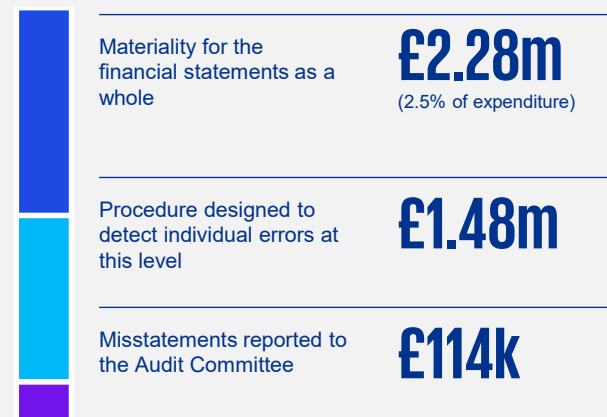 Materiality for the
financial statements as a
whole
£2.28m
(2.5% of expenditure)
Procedure designed to
detect individual errors at
this level
£1.48m
Misstatements reported to
the Audit Committee
£114k